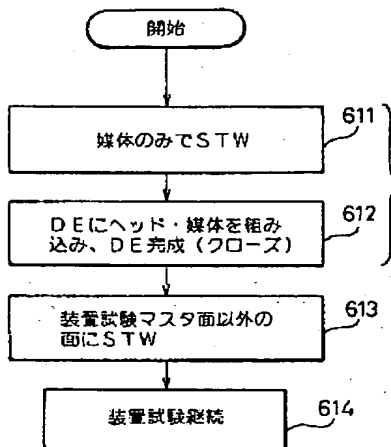 開始
媒体のみでSTW
611
DEにヘッド・媒体を組み
込み、DE完成(クローズ)
612
装置試験マスタ面以外の
面にSTW
613
装置試験継続
614